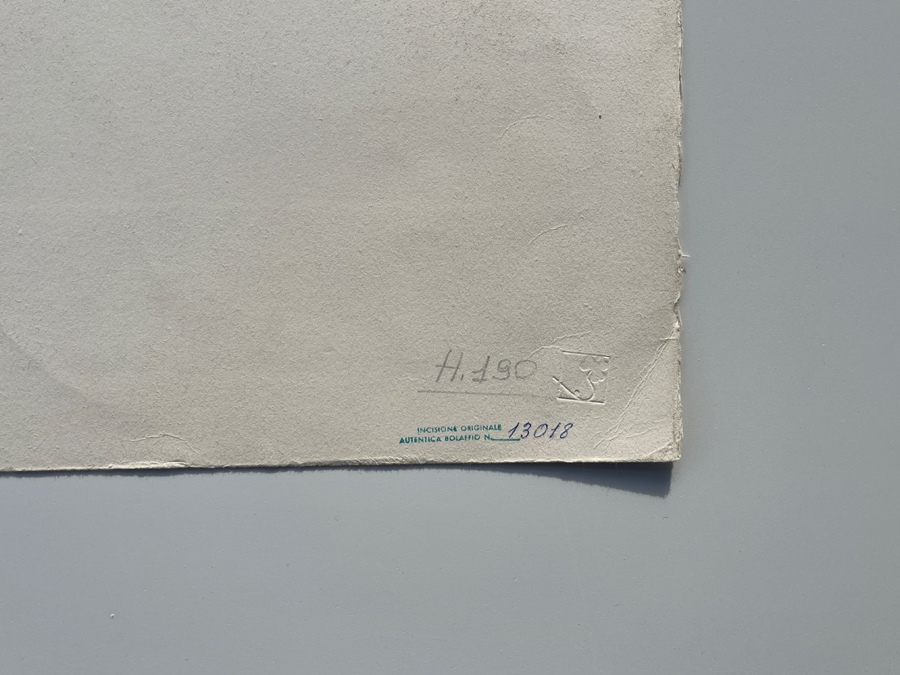 H.190
INCISIONE ORIGINALE
AUTENTICA BOLAFFIO N. 13018